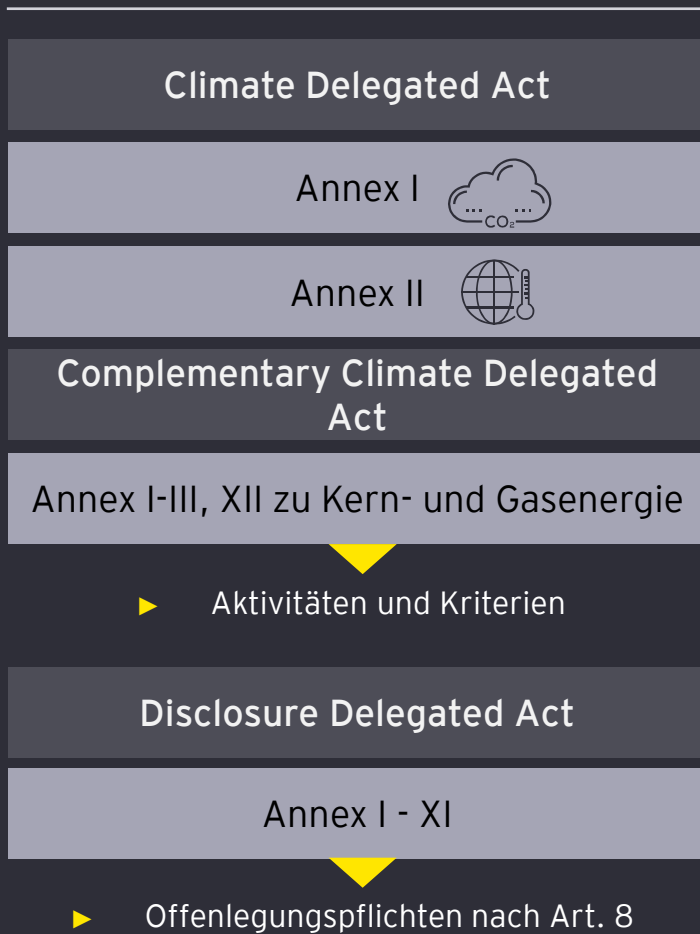 Climate Delegated Act
Annex I
CO₂
Annex II
Complementary Climate Delegated
Act
Annex I-III, XII zu Kern- und Gasenergie
► Aktivitäten und Kriterien
Disclosure Delegated Act
Annex I - XI
► Offenlegungspflichten nach Art. 8